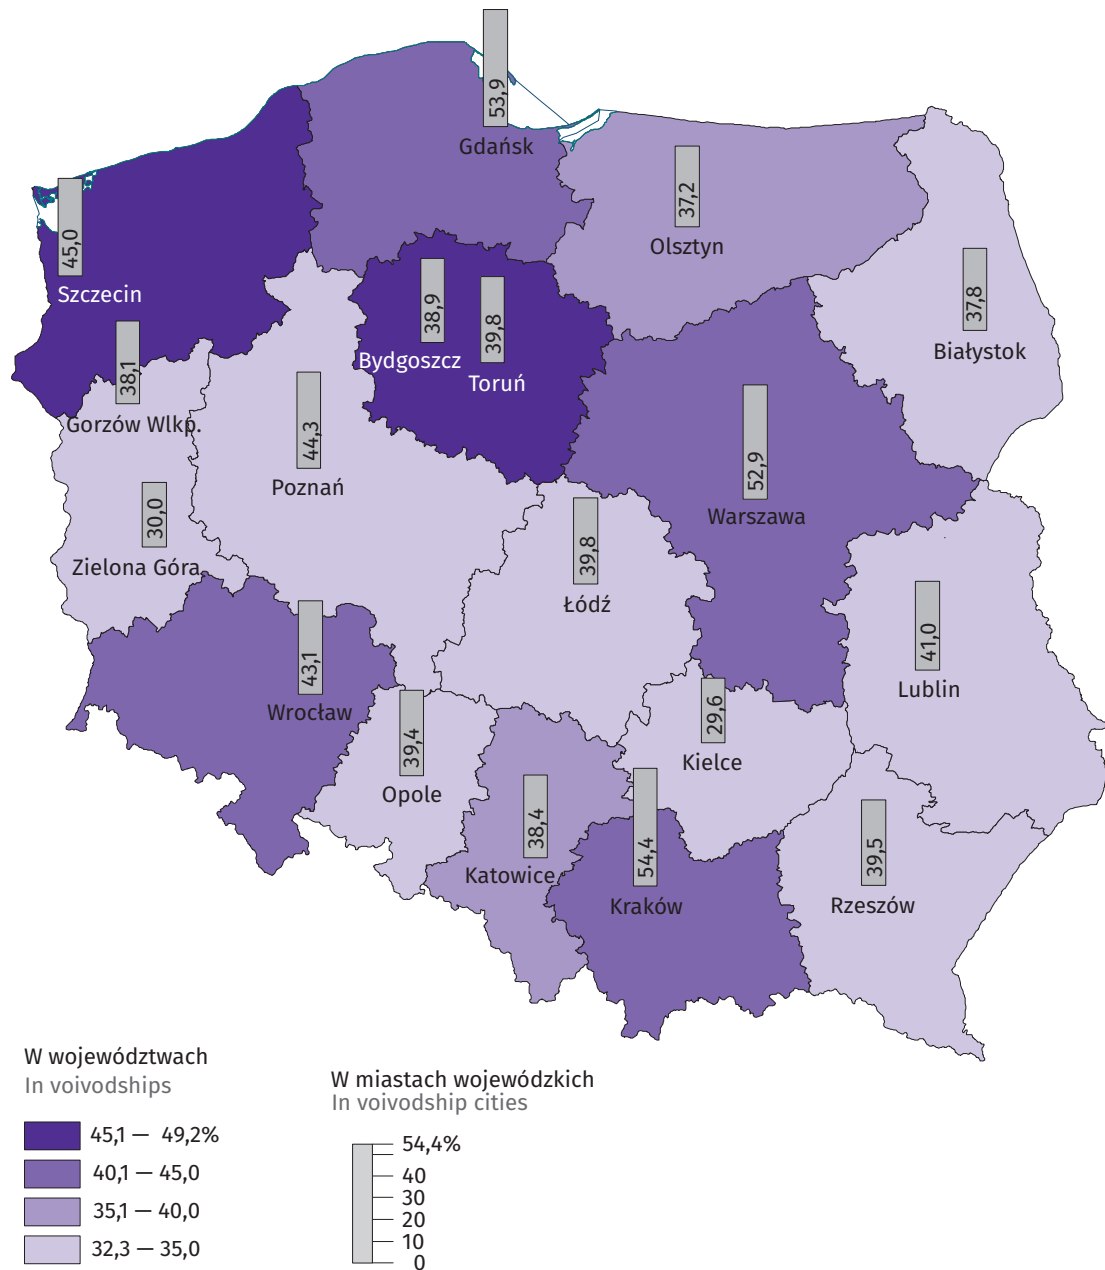 53,9
Gdańsk
37,2
Olsztyn
45,0
Szczecin
37,8
Białystok
38,9
Bydgoszcz
39,8
Toruń
38,1
Gorzów Wlkp.
44,3
Poznań
52,9
Warszawa
30,0
Zielona Góra
39,8
Łódź
41,0
Lublin
43,1
Wrocław
29,6
Kielce
39,4
Opole
38,4
Katowice
54,4
Kraków
39,5
Rzeszów
W województwach
In voivodships
45,1 — 49,2%
40,1 — 45,0
35,1 — 40,0
32,3 — 35,0
W miastach wojewódzkich
In voivodship cities
54,4%
40
30
20
10
0